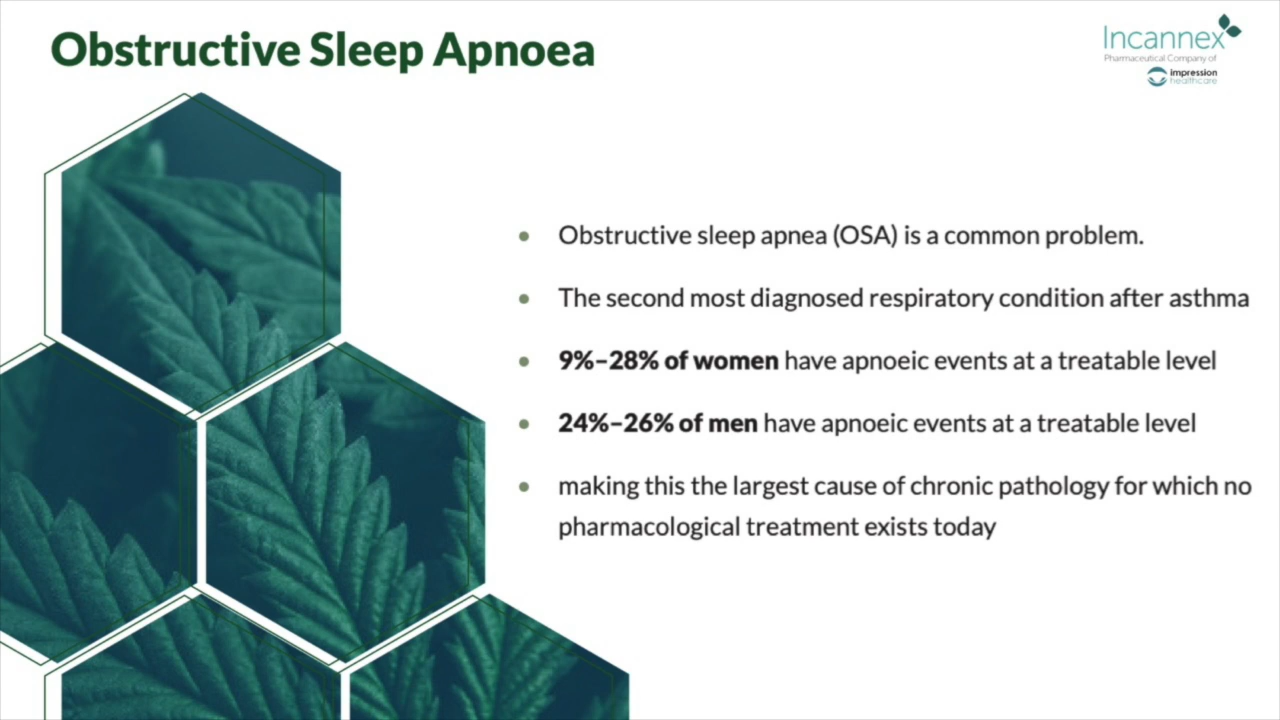 Obstructive Sleep Apnoea
Incannex
Pharmaceutical Company of
impression
healthcare
Obstructive sleep apnea (OSA) is a common problem.
The second most diagnosed respiratory condition after asthma
9%–28% of women have apnoeic events at a treatable level
24%–26% of men have apnoeic events at a treatable level
making this the largest cause of chronic pathology for which no
pharmacological treatment exists today